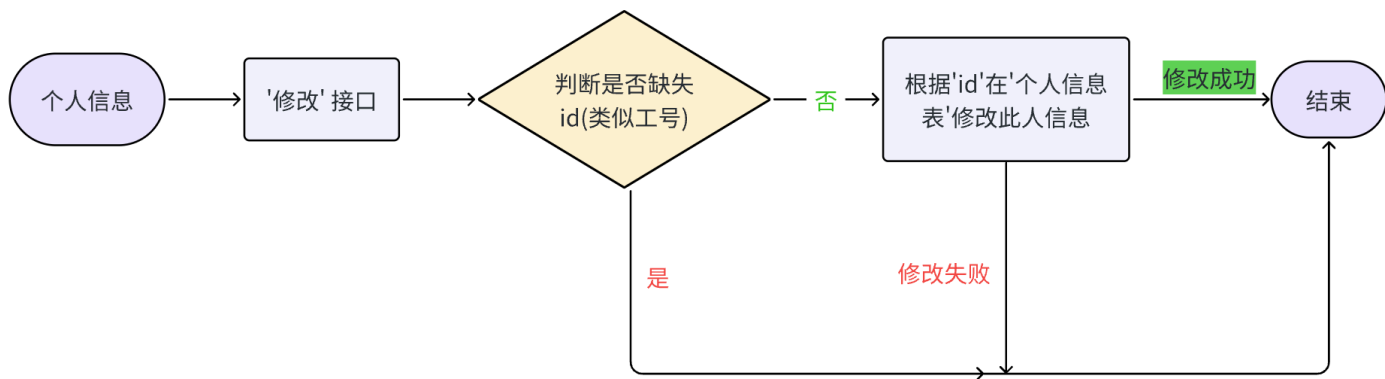 个人信息
'修改' 接口
判断是否缺失
id(类似工号)
否
根据'id'在'个人信息
表'修改此人信息
修改成功
结束
是
修改失败